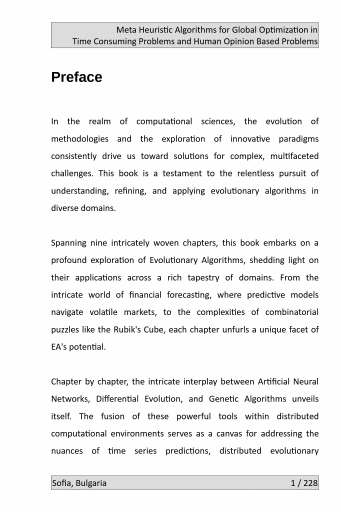 Meta Heuristic Algorithms for Global Optimization in
Time Consuming Problems and Human Opinion Based Problems
Preface
In the realm of computational sciences, the evolution of
methodologies and the exploration of innovative paradigms
consistently drive us toward solutions for complex, multifaceted
challenges. This book is a testament to the relentless pursuit of
understanding, refining, and applying evolutionary algorithms in
diverse domains.
Spanning nine intricately woven chapters, this book embarks on a
profound exploration of Evolutionary Algorithms, shedding light on
their applications across a rich tapestry of domains. From the
intricate world of financial forecasting, where predictive models
navigate volatile markets, to the complexities of combinatorial
puzzles like the Rubik's Cube, each chapter unfurls a unique facet of
EA's potential.
Chapter by chapter, the intricate interplay between Artificial Neural
Networks, Differential Evolution, and Genetic Algorithms unveils
itself. The fusion of these powerful tools within distributed
computational environments serves as a canvas for addressing the
nuances of time series predictions, distributed evolutionary
Sofia, Bulgaria 1 / 228